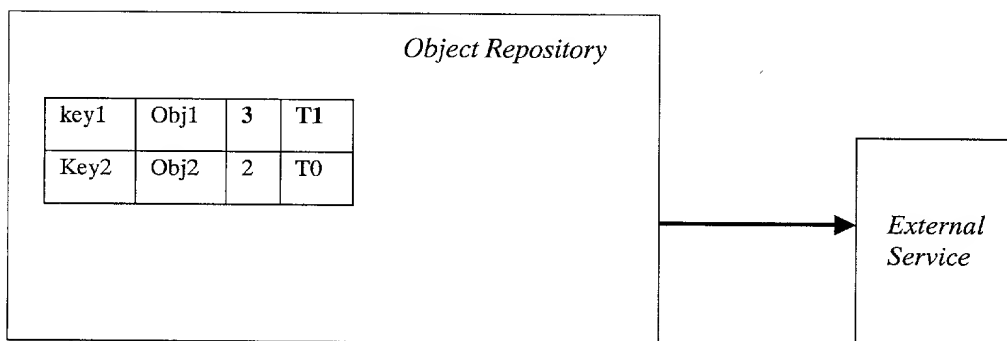 Object Repository
key1 Obj1 3 T1
Key2 Obj2 2 T0
External
Service